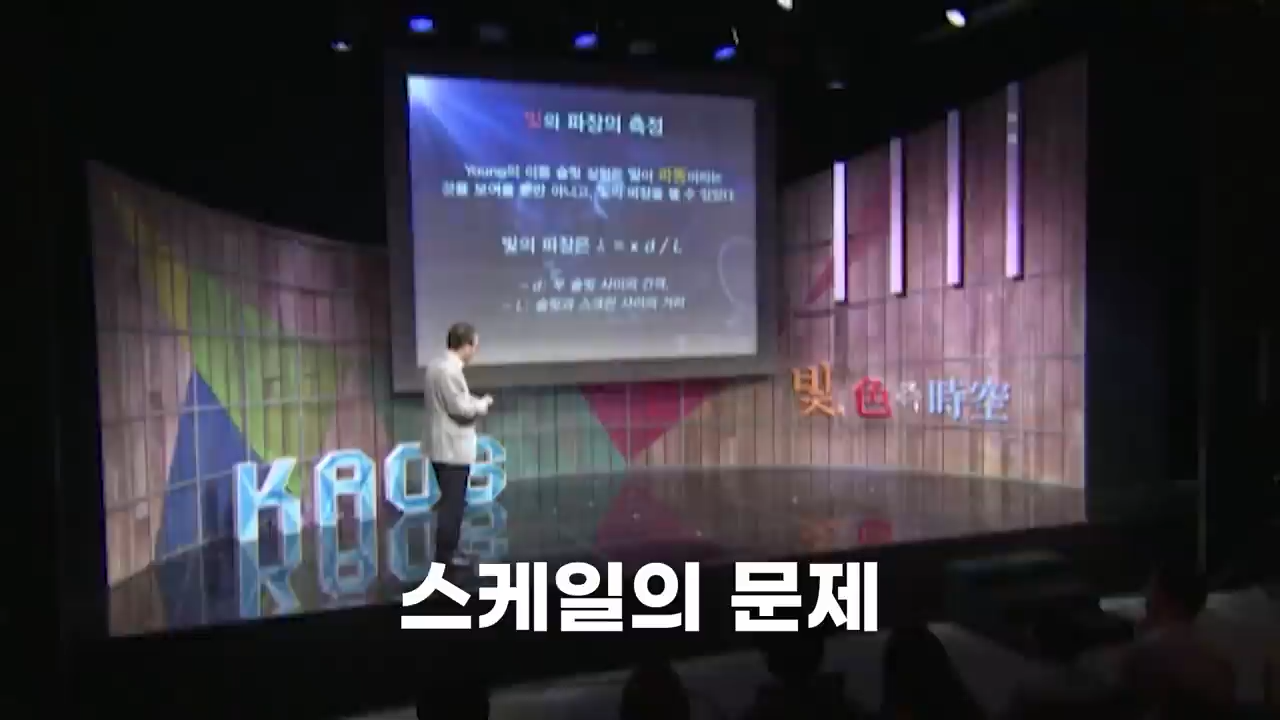 빛의 파장의 측정
Young의 이중 슬릿 실험은 빛이 파동이라는
것을 보여줄 뿐만 아니고, 빛의 파장을 잴 수 있었다
빛의 파장은 λ = x d / L
- d : 두 슬릿 사이의 간격,
- L : 슬릿과 스크린 사이의 거리
빛, 色 時空
KAOS
스케일의 문제